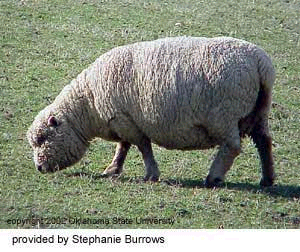 copyright 2002 Oklahoma State University
provided by Stephanie Burrows